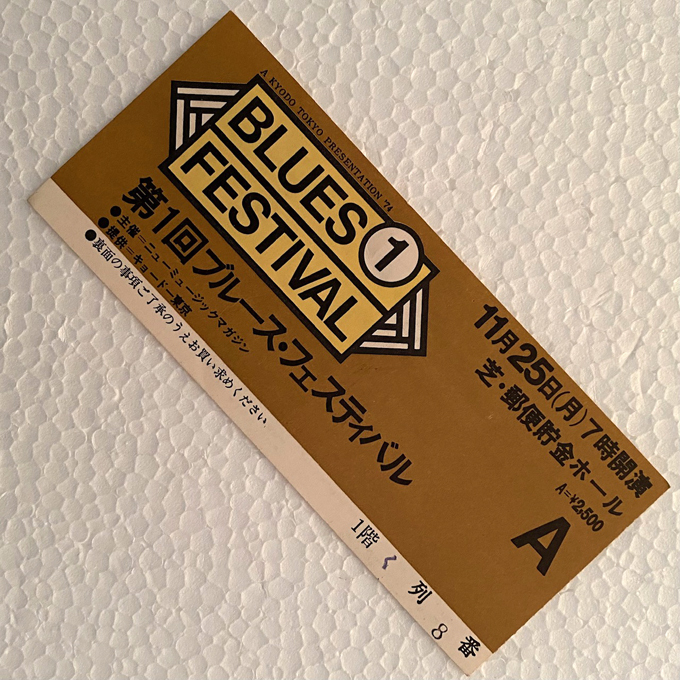 A KYODO TOKYO PRESENTATION '74
BLUES 1
FESTIVAL
第1回ブルース・フェスティバル
●主催=ニューミュージックマガジン
●提供=キョードー東京
●裏面の事項ご了承のうえお買い求めください
11月25日(月)7時開演
芝・郵便貯金ホール
A=¥2,500
A
1階く列8番